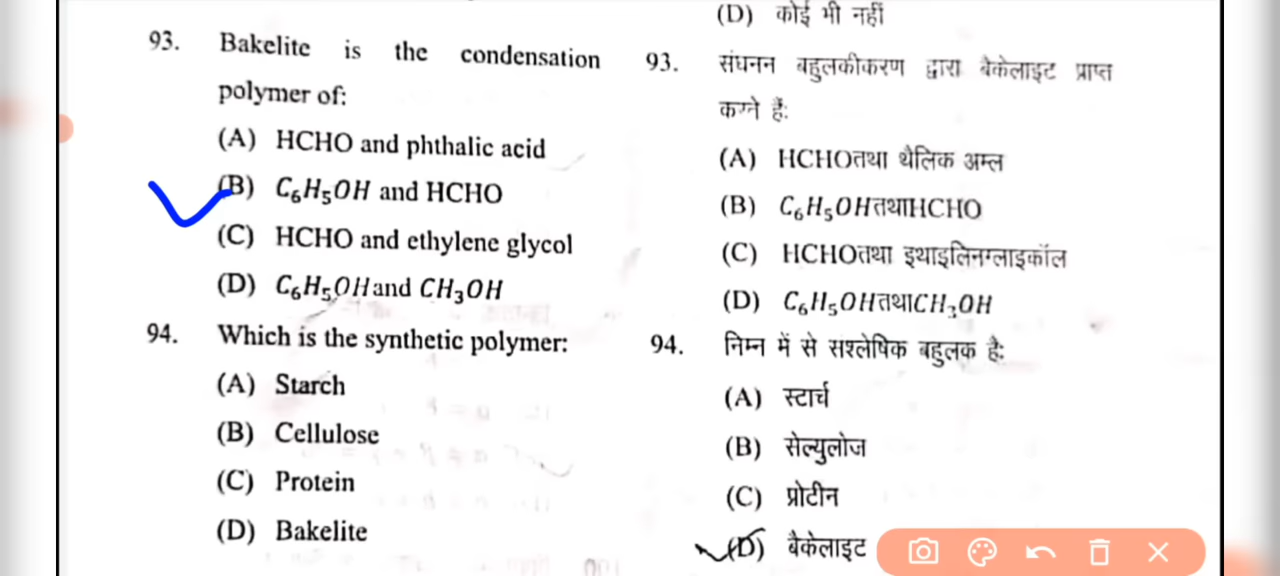 93. Bakelite is the condensation
polymer of:
(A) HCHO and phthalic acid
(B) C₆H₅OH and HCHO
(C) HCHO and ethylene glycol
(D) C₆H₅OHand CH₃OH
94. Which is the synthetic polymer:
(A) Starch
(B) Cellulose
(C) Protein
(D) Bakelite
(D) कोई भी नहीं
93. संघनन बहुलकीकरण द्वारा बैकेलाइट प्राप्त
करते हैं:
(A) HCHOतथा थैलिक अम्ल
(B) C₆H₅OHतथाHCHO
(C) HCHOतथा इथाइलिनग्लाइकॉल
(D) C₆H₅OHतथाCH₃OH
94. निम्न में से सश्लेषिक बहुलक है:
(A) स्टार्च
(B) सेल्युलोज
(C) प्रोटीन
(D) बैकेलाइट